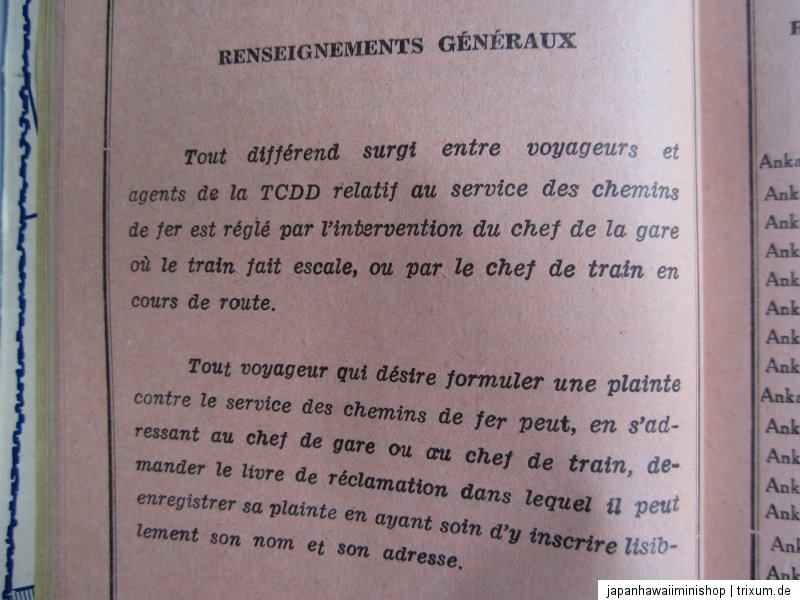 RENSEIGNEMENTS GÉNÉRAUX
Tout différend surgi entre voyageurs et
agents de la TCDD relatif au service des chemins
de fer est réglé par l'intervention du chef de la gare
où le train fait escale, ou par le chef de train en
cours de route.
Tout voyageur qui désire formuler une plainte
contre le service des chemins de fer peut, en s'ad-
ressant au chef de gare ou au chef de train, de-
mander le livre de réclamation dans lequel il peut
enregistrer sa plainte en ayant soin d'y inscrire lisib-
lement son nom et son adresse.
japanhawaiiminishop | trixum.de